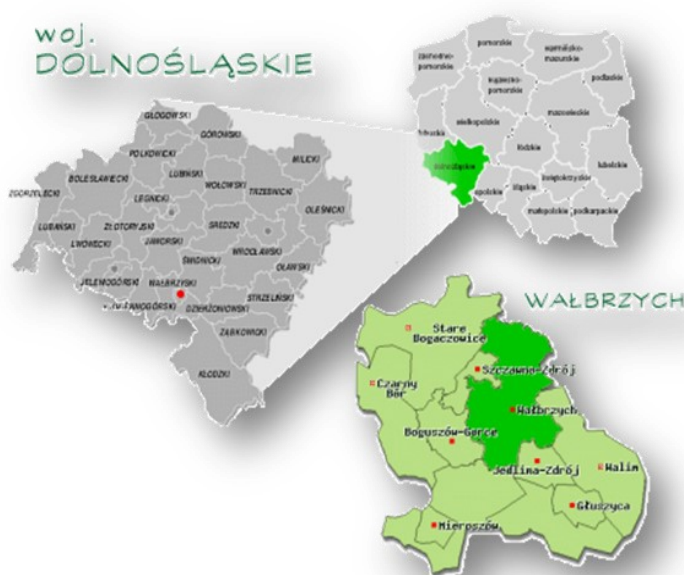 woj.
DOLNOŚLĄSKIE
GŁOGOWSKI
GÓROWSKI
POLKOWICKI
MILICKI
BOLESŁAWIECKI
LUBIŃSKI
WOŁOWSKI
TRZEBNICKI
ZGORZELECKI
LEGNICKI
OLEŚNICKI
LUBAŃSKI
ZŁOTORYJSKI
ŚREDZKI
LWÓWECKI
JAWORSKI
WROCŁAWSKI
ŚWIDNICKI
OŁAWSKI
JELENIOGÓRSKI
WAŁBRZYSKI
STRZELIŃSKI
DZIERŻONIOWSKI
ZĄBKOWICKI
KŁODZKI
pomorskie
warmińsko-
mazurskie
zachodnio-
pomorskie
podlaskie
kujawsko-
pomorskie
mazowieckie
wielkopolskie
lubuskie
łódzkie
dolnośląskie
lubelskie
opolskie
śląskie
świętokrzyskie
małopolskie
podkarpackie
WAŁBRZYCH
Stare
Bogaczowice
Szczawno-Zdrój
Czarny
Bór
Wałbrzych
Boguszów-Gorce
Jedlina-Zdrój
Walim
Głuszyca
Mieroszów